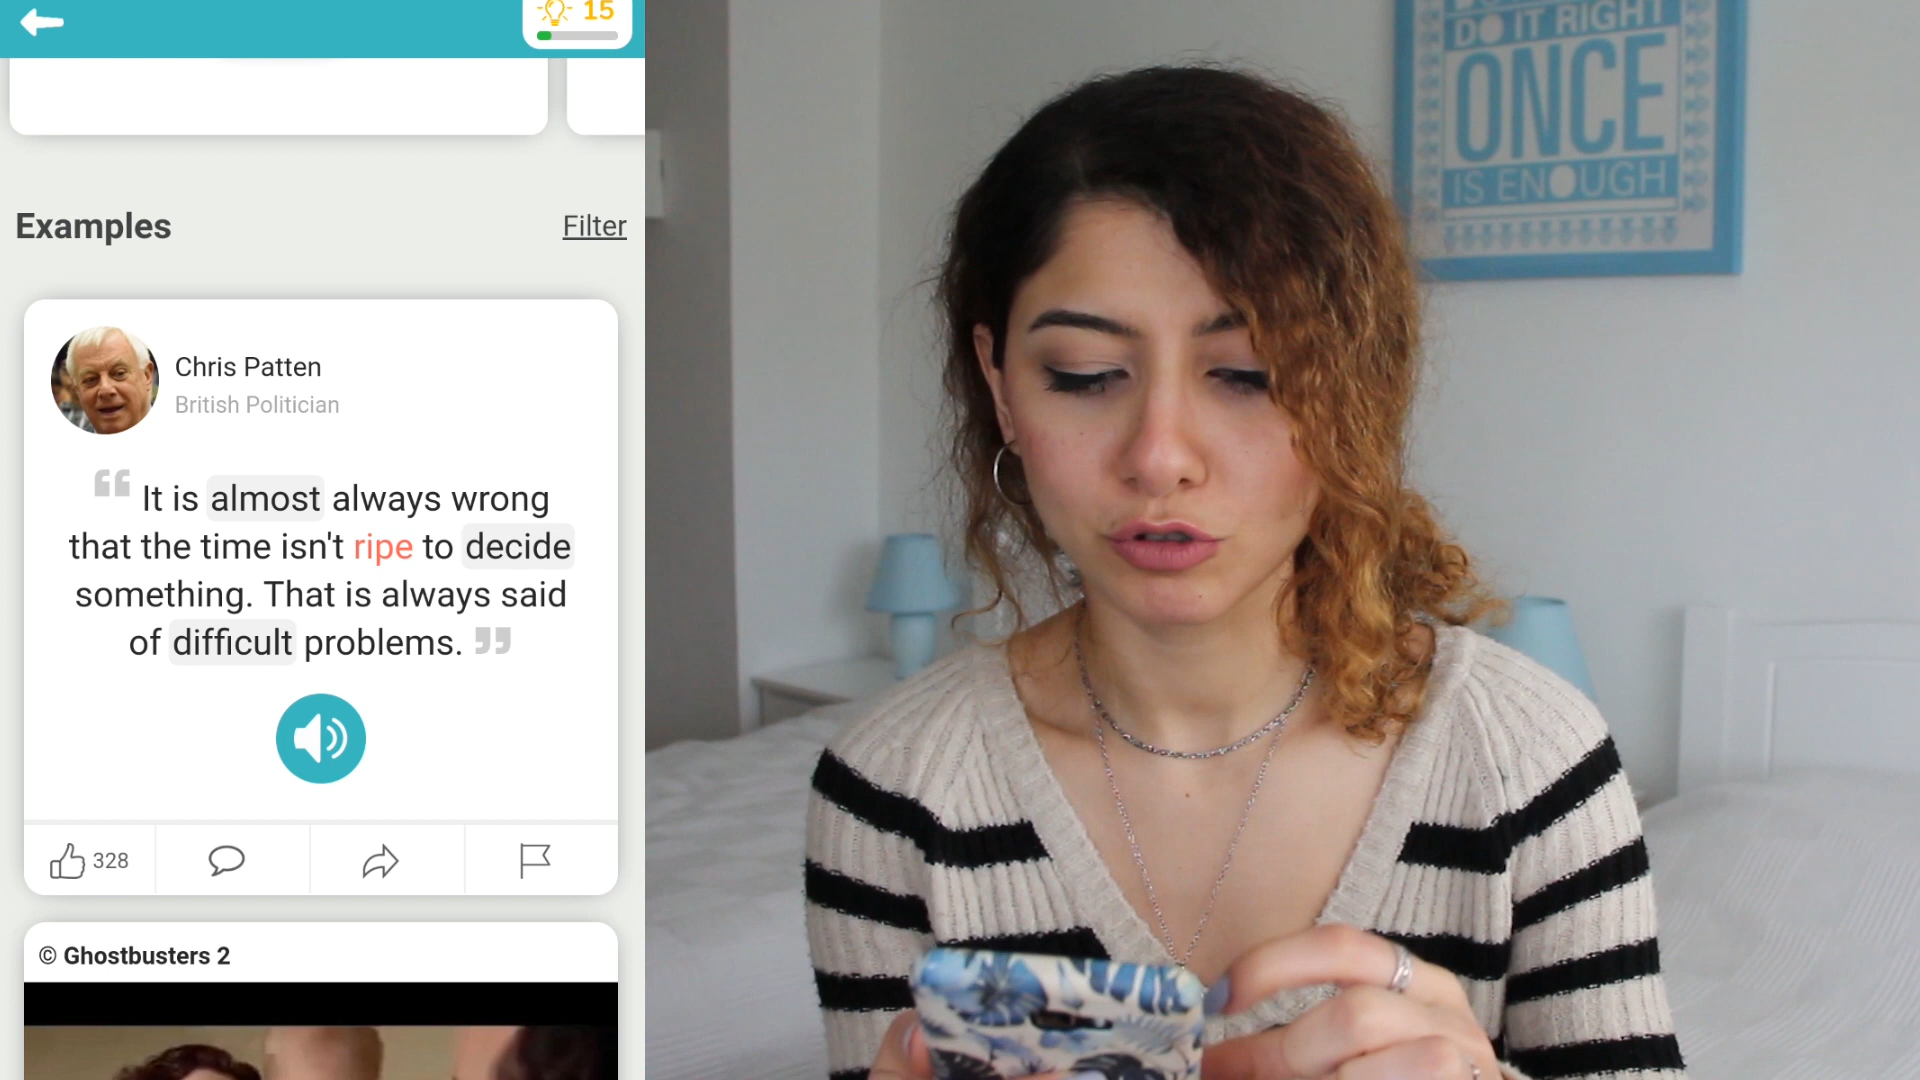 15
Examples
Filter
Chris Patten
British Politician
“ It is almost always wrong
that the time isn't ripe to decide
something. That is always said
of difficult problems. ”
328
© Ghostbusters 2
DO IT RIGHT
ONCE
IS ENOUGH